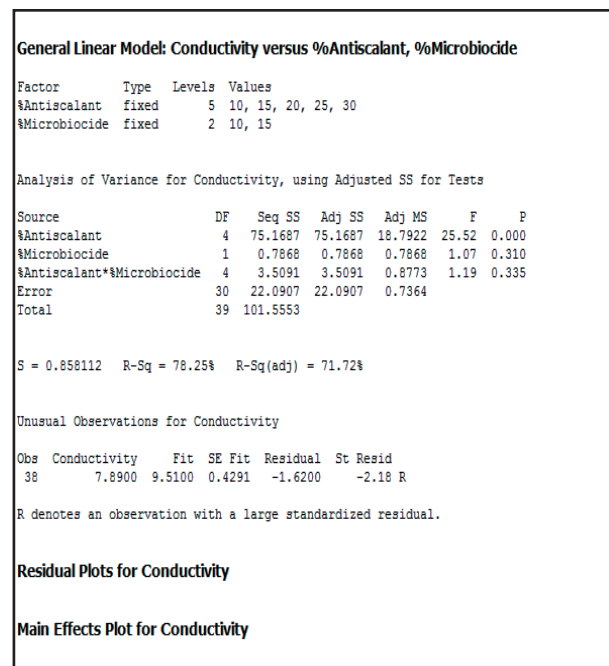 General Linear Model: Conductivity versus %Antiscalant, %Microbiocide
Factor Type Levels Values
%Antiscalant fixed 5 10, 15, 20, 25, 30
%Microbiocide fixed 2 10, 15
Analysis of Variance for Conductivity, using Adjusted SS for Tests
Source DF Seq SS Adj SS Adj MS F P
%Antiscalant 4 75.1687 75.1687 18.7922 25.52 0.000
%Microbiocide 1 0.7868 0.7868 0.7868 1.07 0.310
%Antiscalant*%Microbiocide 4 3.5091 3.5091 0.8773 1.19 0.335
Error 30 22.0907 22.0907 0.7364
Total 39 101.5553
S = 0.858112 R-Sq = 78.25% R-Sq(adj) = 71.72%
Unusual Observations for Conductivity
Obs Conductivity Fit SE Fit Residual St Resid
38 7.8900 9.5100 0.4291 -1.6200 -2.18 R
R denotes an observation with a large standardized residual.
Residual Plots for Conductivity
Main Effects Plot for Conductivity